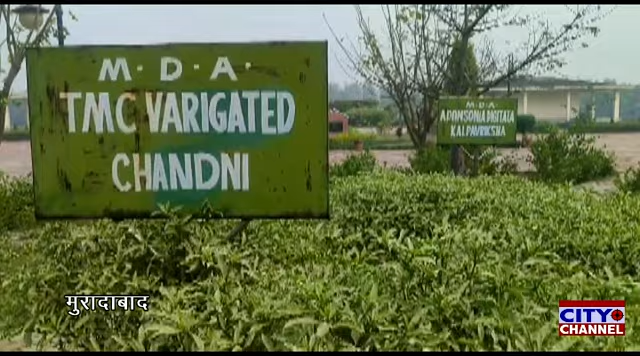 M·D·A·
TMC VARIGATED
CHANDNI
M·D·A
ADONSONIA DIGITATA
KALPAVRIKSHA
मुरादाबाद
CITY
CHANNEL